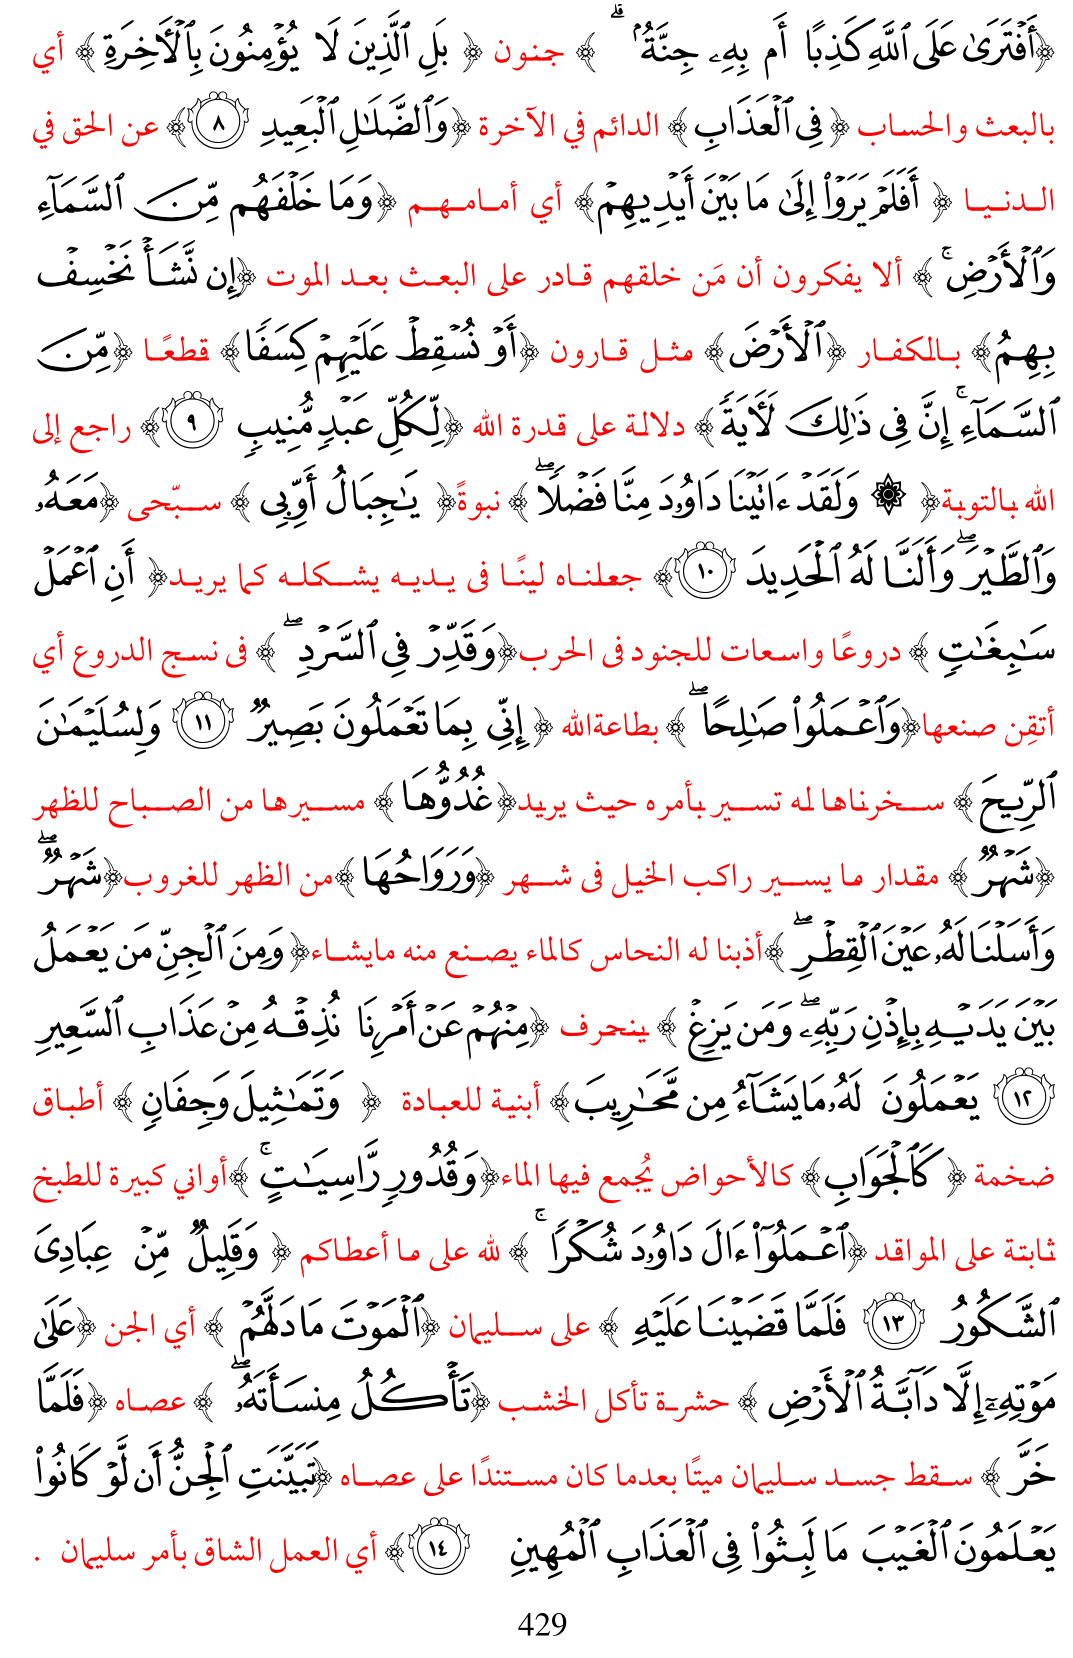 ﴿أَفْتَرَىٰ عَلَى ٱللَّهِ كَذِبًا أَم بِهِۦ جِنَّةُۢ ۗ ﴾ جنون ﴿ بَلِ ٱلَّذِينَ لَا يُؤْمِنُونَ بِٱلْأَخِرَةِ ﴾ أي
بالبعث والحساب ﴿ فِى ٱلْعَذَابِ ﴾ الدائم في الآخرة ﴿وَٱلضَّلَـٰلِ ٱلْبَعِيدِ ٨ ﴾ عن الحق في
الدنيا ﴿ أَفَلَمْ يَرَوْا۟ إِلَىٰ مَا بَيْنَ أَيْدِيهِمْ﴾ أي أمامهم ﴿وَمَا خَلْفَهُم مِّنَ ٱلسَّمَآءِ
وَٱلْأَرْضِ ۚ ﴾ ألا يفكرون أن مَن خلقهم قادر على البعث بعد الموت ﴿إِن نَّشَأْ نَخْسِفْ
بِهِمُ﴾ بالمكفار ﴿ٱلْأَرْضَ﴾ مثل قارون ﴿أَوْ نُسْقِطْ عَلَيْهِمْ كِسَفًا﴾ قطعًا ﴿مِّنَ
ٱلسَّمَآءِ ۚ إِنَّ فِى ذَٰلِكَ لَأَيَةً﴾ دلالة على قدرة الله ﴿لِّكُلِّ عَبْدٍ مُّنِيبٍ ٩ ﴾ راجع إلى
الله بالتوبة﴿ ۞ وَلَقَدْ ءَاتَيْنَا دَاوُۥدَ مِنَّا فَضْلًا ۖ ﴾ نبوةً﴿ يَـٰجِبَالُ أَوِّبِى ﴾ سبّحى ﴿مَعَهُۥ
وَٱلطَّيْرَ ۖ وَأَلَنَّا لَهُ ٱلْحَدِيدَ ١٠ ﴾ جعلناه لينًا فى يديه يشكله كما يريد﴿ أَنِ ٱعْمَلْ
سَـٰبِغَـٰتٍ ﴾ دروعًا واسعات للجنود فى الحرب﴿وَقَدِّرْ فِى ٱلسَّرْدِ ۖ ﴾ فى نسج الدروع أي
أتقِن صنعها﴿وَٱعْمَلُوا۟ صَـٰلِحًا ۖ ﴾ بطاعةالله ﴿ إِنِّى بِمَا تَعْمَلُونَ بَصِيرٌ ١١ وَلِسُلَيْمَـٰنَ
ٱلرِّيحَ ﴾ سخرناها له تسير بأمره حيث يريد﴿غُدُوُّهَا ﴾ مسيرها من الصباح للظهر
﴿شَهْرٌ ﴾ مقدار ما يسير راكب الخيل فى شهر ﴿وَرَوَاحُهَا ﴾من الظهر للغروب﴿شَهْرٌ ۖ
وَأَسَلْنَا لَهُۥ عَيْنَ ٱلْقِطْرِ ۖ ﴾أذبنا له النحاس كالماء يصنع منه مايشاء﴿وَمِنَ ٱلْجِنِّ مَن يَعْمَلُ
بَيْنَ يَدَيْهِ بِإِذْنِ رَبِّهِۦ ۖ وَمَن يَزِغْ ﴾ ينحرف ﴿مِنْهُمْ عَنْ أَمْرِنَا نُذِقْهُ مِنْ عَذَابِ ٱلسَّعِيرِ
١٢ يَعْمَلُونَ لَهُۥ مَا يَشَآءُ مِن مَّحَـٰرِيبَ﴾ أبنية للعبادة ﴿ وَتَمَـٰثِيلَ وَجِفَانٍ ﴾ أطباق
ضخمة ﴿ كَٱلْجَوَابِ﴾ كالأحواض يُجمع فيها الماء﴿وَقُدُورٍ رَّاسِيَـٰتٍ ۚ ﴾أواني كبيرة للطبخ
ثابتة على المواقد ﴿ٱعْمَلُوٓا۟ ءَالَ دَاوُۥدَ شُكْرًا ۚ ﴾ لله على ما أعطاكم ﴿ وَقَلِيلٌ مِّنْ عِبَادِىَ
ٱلشَّكُورُ ١٣ فَلَمَّا قَضَيْنَا عَلَيْهِ ﴾ على سليمان ﴿ٱلْمَوْتَ مَا دَلَّهُمْ ﴾ أي الجن ﴿عَلَىٰ
مَوْتِهِۦٓ إِلَّا دَآبَّةُ ٱلْأَرْضِ ﴾ حشرة تأكل الخشب ﴿تَأْكُلُ مِنسَأَتَهُۥ ۖ ﴾ عصاه ﴿فَلَمَّا
خَرَّ ﴾ سقط جسد سليمان ميتًا بعدما كان مستندًا على عصاه ﴿تَبَيَّنَتِ ٱلْجِنُّ أَن لَّوْ كَانُوا۟
يَعْلَمُونَ ٱلْغَيْبَ مَا لَبِثُوا۟ فِى ٱلْعَذَابِ ٱلْمُهِينِ ١٤ ﴾ أي العمل الشاق بأمر سليمان .
429